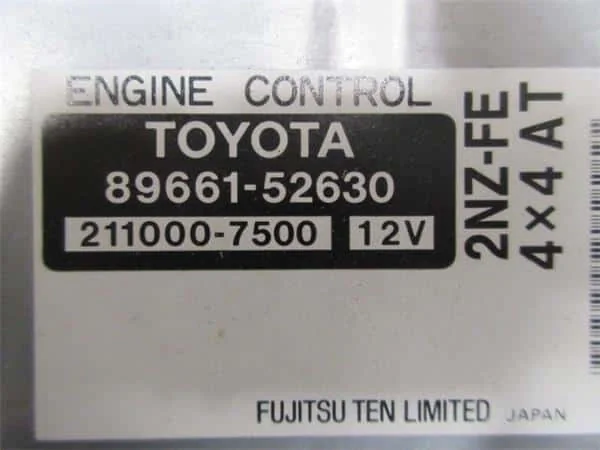 ENGINE CONTROL
TOYOTA
89661-52630
211000-7500 12V
2NZ-FE
4×4 AT
FUJITSU TEN LIMITED JAPAN